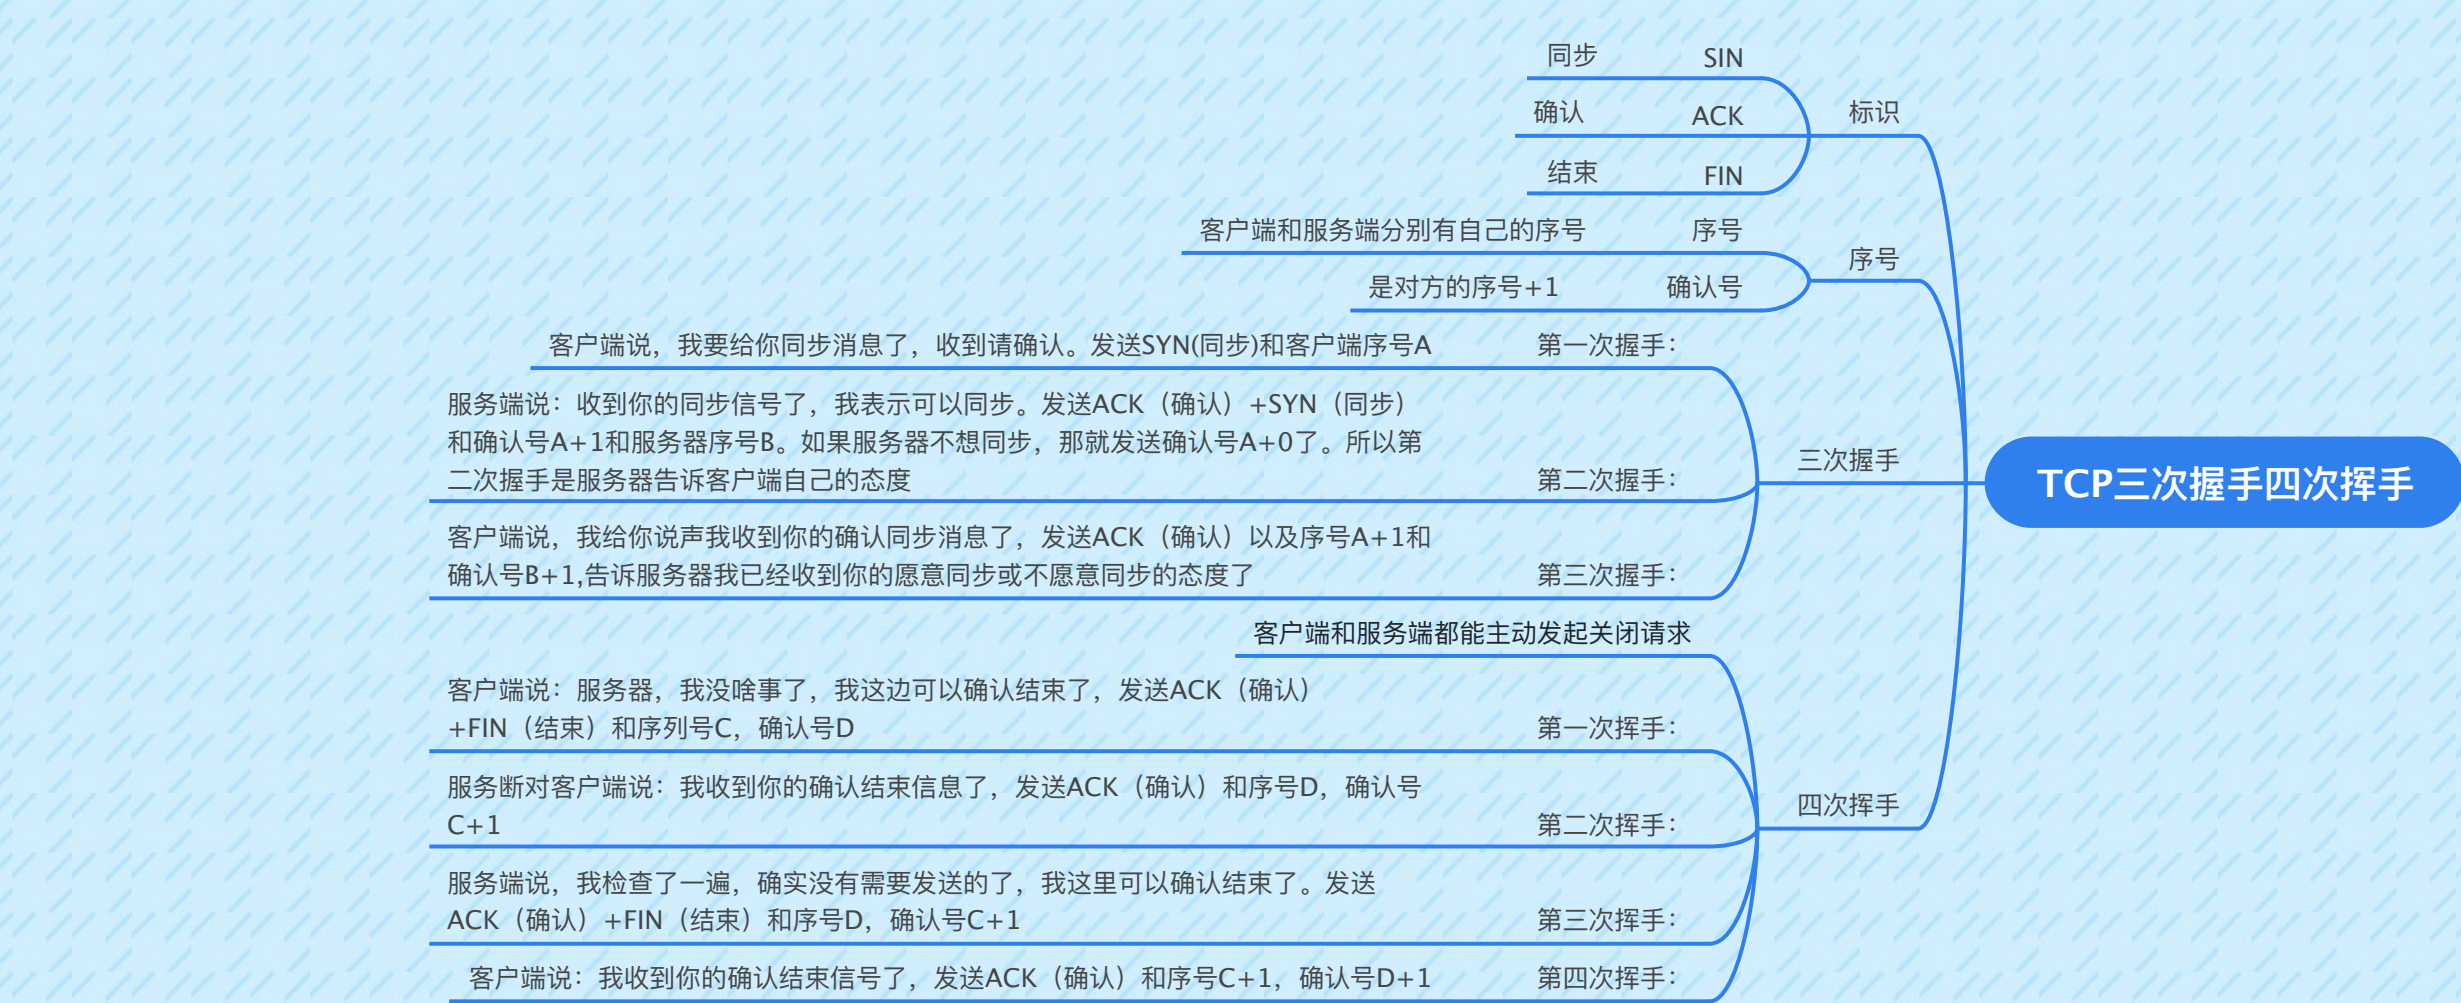 同步 SIN
确认 ACK
标识
结束 FIN
客户端和服务端分别有自己的序号 序号
序号
是对方的序号+1 确认号
客户端说，我要给你同步消息了，收到请确认。发送SYN(同步)和客户端序号A 第一次握手：
服务端说：收到你的同步信号了，我表示可以同步。发送ACK（确认）+SYN（同步）
和确认号A+1和服务器序号B。如果服务器不想同步，那就发送确认号A+0了。所以第
二次握手是服务器告诉客户端自己的态度 第二次握手：
三次握手
TCP三次握手四次挥手
客户端说，我给你说声我收到你的确认同步消息了，发送ACK（确认）以及序号A+1和
确认号B+1,告诉服务器我已经收到你的愿意同步或不愿意同步的态度了 第三次握手：
客户端和服务端都能主动发起关闭请求
客户端说：服务器，我没啥事了，我这边可以确认结束了，发送ACK（确认）
+FIN（结束）和序列号C，确认号D 第一次挥手：
服务断对客户端说：我收到你的确认结束信息了，发送ACK（确认）和序号D，确认号
C+1 第二次挥手：
四次挥手
服务端说，我检查了一遍，确实没有需要发送的了，我这里可以确认结束了。发送
ACK（确认）+FIN（结束）和序号D，确认号C+1 第三次挥手：
客户端说：我收到你的确认结束信号了，发送ACK（确认）和序号C+1，确认号D+1 第四次挥手：